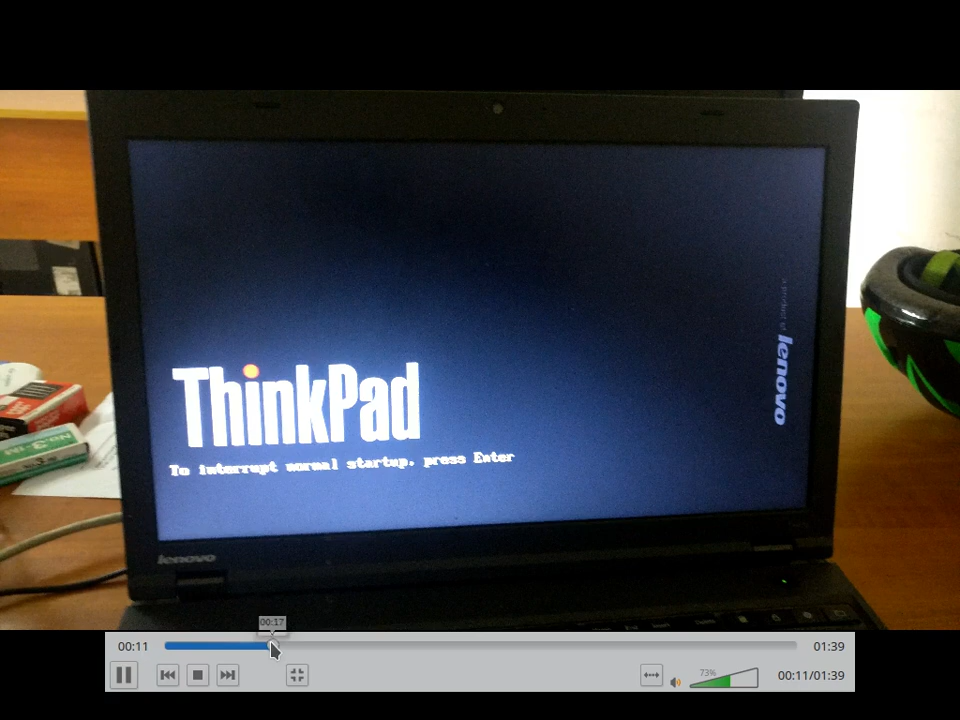 ThinkPad
To interrupt normal startup, press Enter
lenovo
lenovo
00:17
00:11
01:39
73%
00:11/01:39